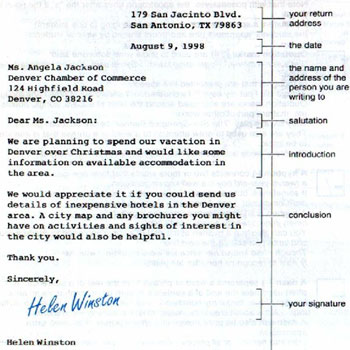 179 San Jacinto Blvd.
San Antonio, TX 79863
your return
address
August 9, 1998
the date
Ms. Angela Jackson
Denver Chamber of Commerce
124 Highfield Road
Denver, CO 38216
the name and
address of the
person you are
writing to
Dear Ms. Jackson:
salutation
We are planning to spend our vacation in
Denver over Christmas and would like some
information on available accommodation in
the area.
introduction
We would appreciate it if you could send us
details of inexpensive hotels in the Denver
area. A city map and any brochures you might
have on activities and sights of interest in
the city would also be helpful.
conclusion
Thank you.
Sincerely,
Helen Winston
your signature
Helen Winston